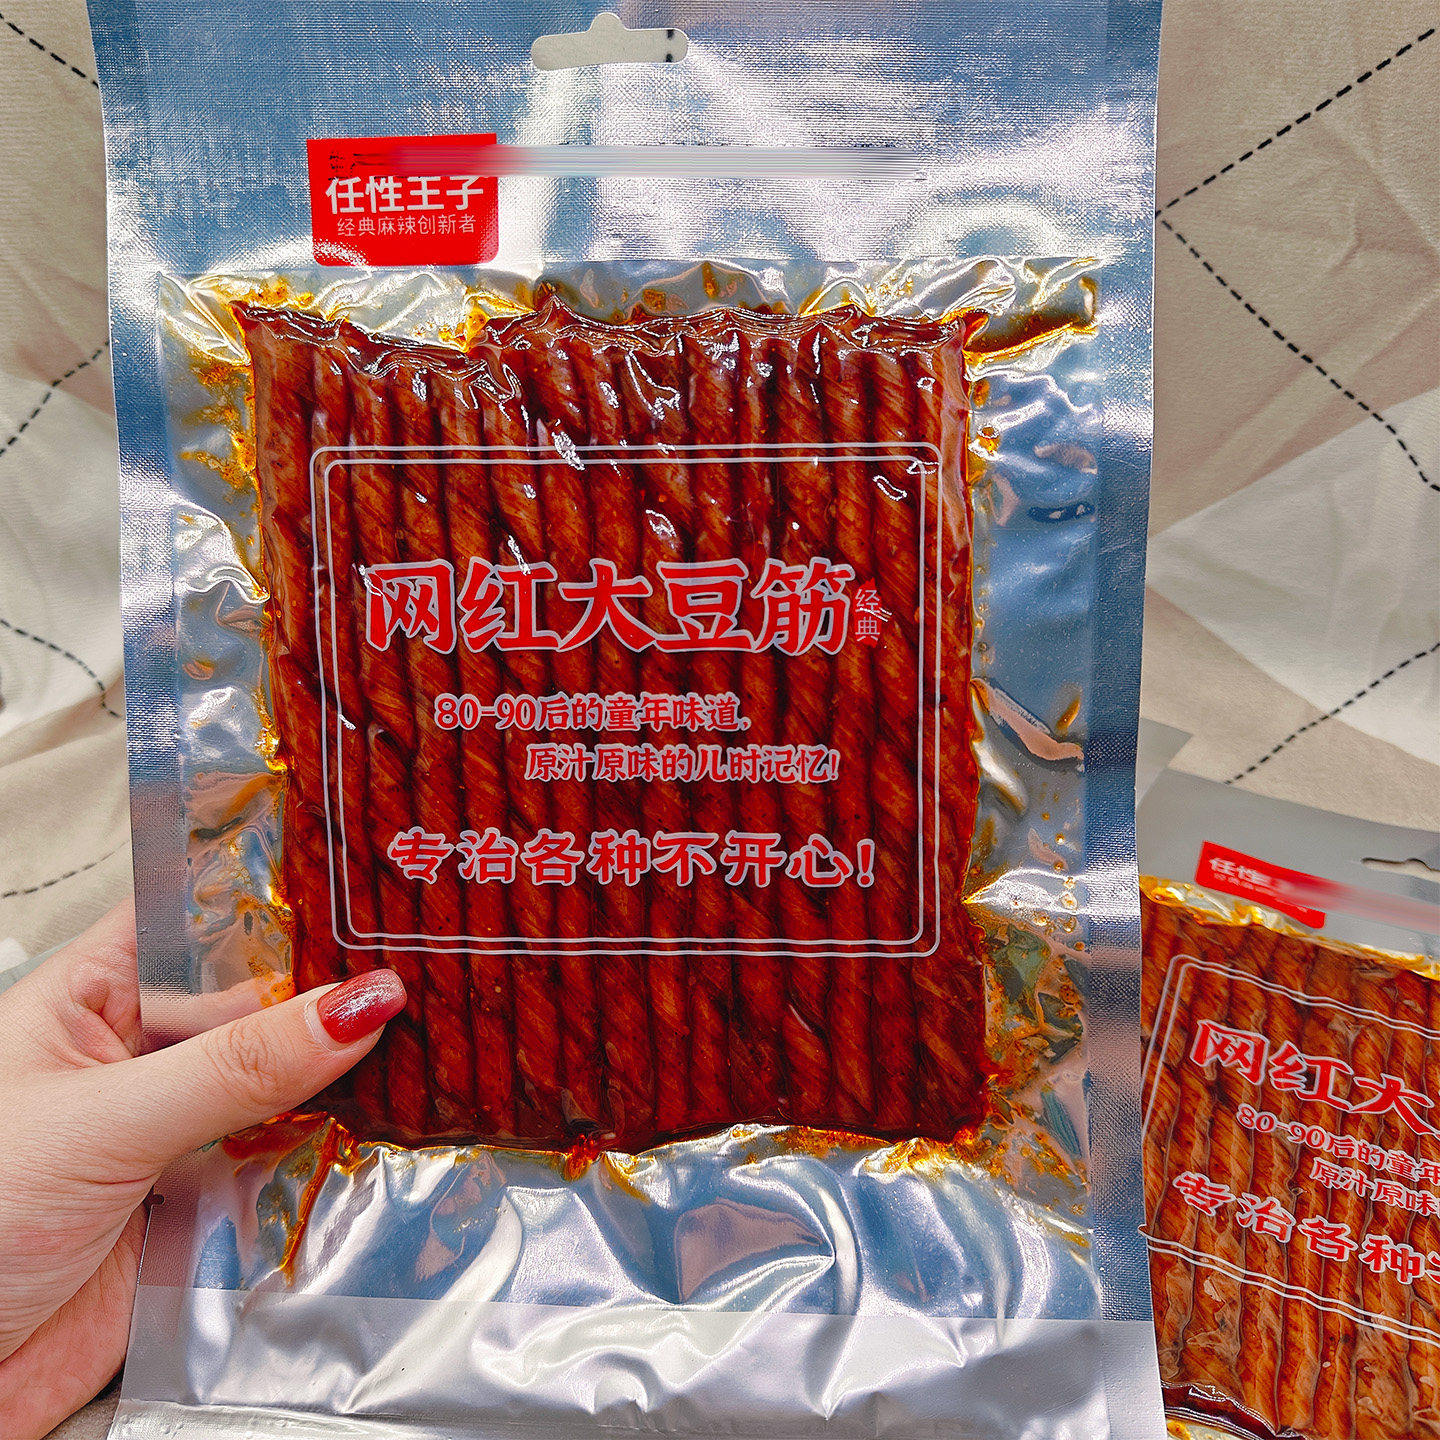 任性王子
经典麻辣创新者
网红大豆筋
经典
80-90后的童年味道,
原汁原味的儿时记忆!
专治各种不开心!
任性王
网红大
80-90后的童年
原汁原味
专治各种